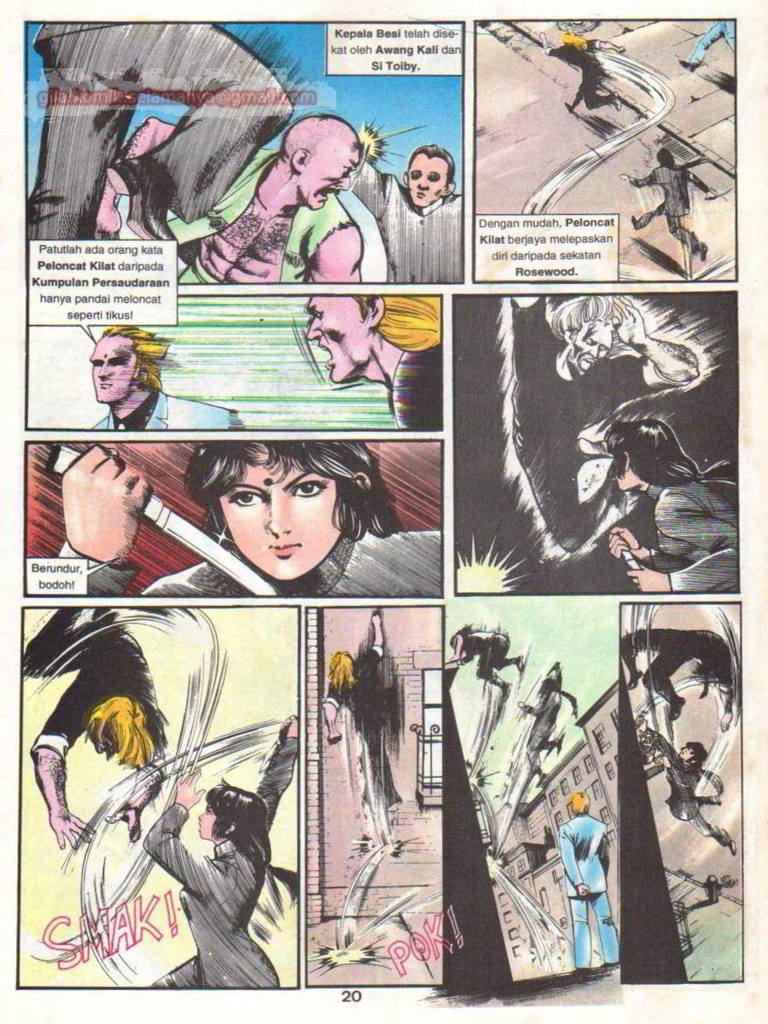 Kepala Besi telah dise-
kat oleh Awang Kali dan
Si Toiby.
Dengan mudah, Peloncat
Kilat berjaya melepaskan
diri daripada sekatan
Rosewood.
Patutlah ada orang kata
Peloncat Kilat daripada
Kumpulan Persaudaraan
hanya pandai meloncat
seperti tikus!
Berundur,
bodoh!
SMAK!
POK!
20